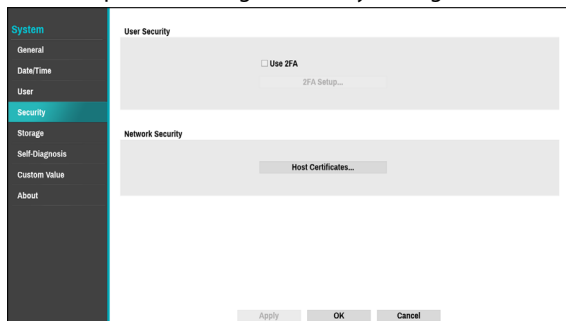 System
General
Date/Time
User
Security
Storage
Self-Diagnosis
Custom Value
About
User Security
Use 2FA
2FA Setup...
Network Security
Host Certificates...
Apply
OK
Cancel